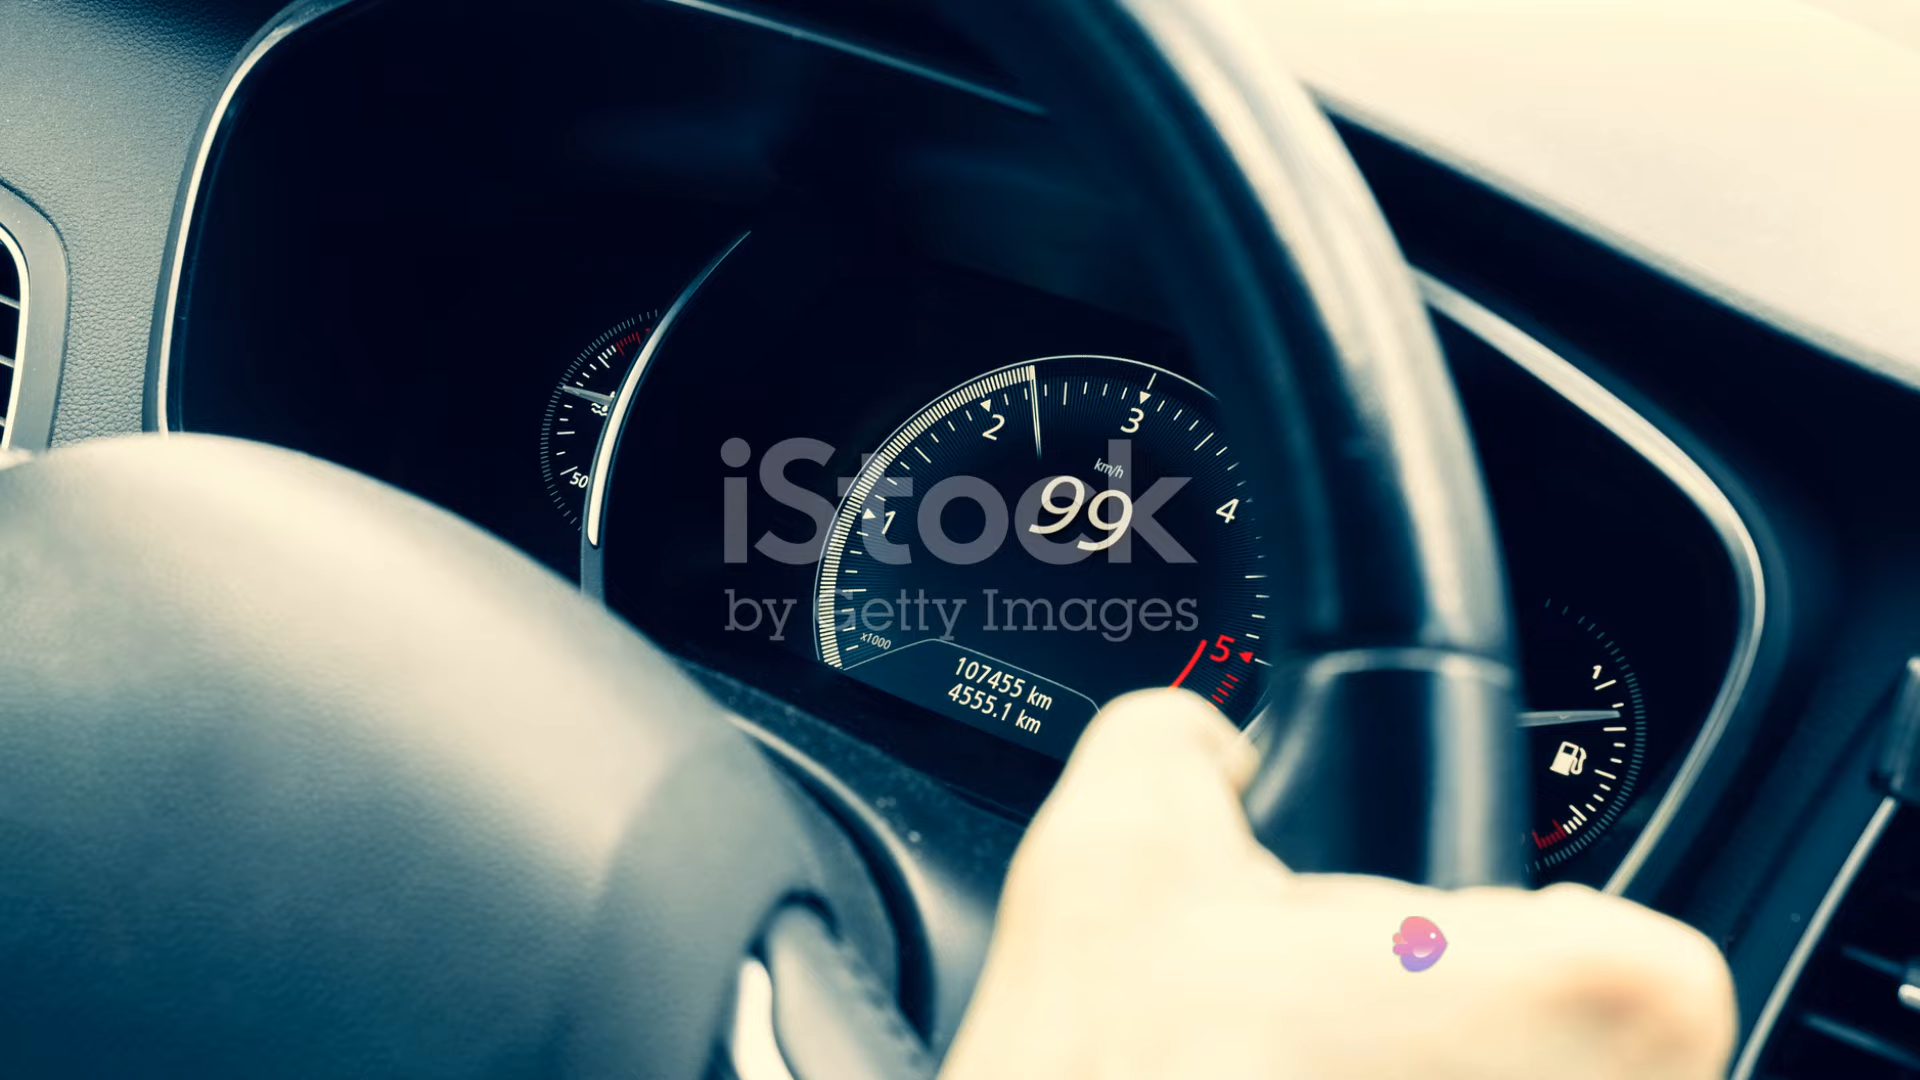 50
1
2
3
4
5
km/h
99
x1000
107455 km
4555.1 km
1
iStock
by Getty Images